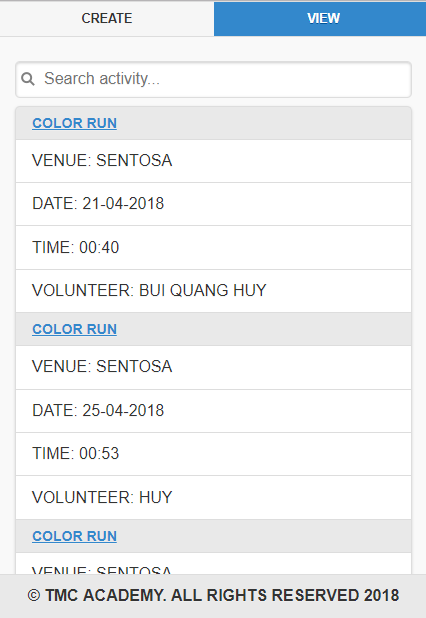 CREATE
VIEW
Search activity...
COLOR RUN
VENUE: SENTOSA
DATE: 21-04-2018
TIME: 00:40
VOLUNTEER: BUI QUANG HUY
COLOR RUN
VENUE: SENTOSA
DATE: 25-04-2018
TIME: 00:53
VOLUNTEER: HUY
COLOR RUN
VENUE: SENTOSA
© TMC ACADEMY. ALL RIGHTS RESERVED 2018